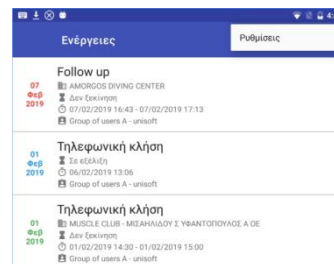 Ενέργειες
Ρυθμίσεις
07
Φεβ
2019
Follow up
AMORGOS DIVING CENTER
Δεν ξεκίνηση
07/02/2019 16:43 - 07/02/2019 17:13
Group of users A - unisoft
01
Φεβ
2019
Τηλεφωνική κλήση
Σε εξέλιξη
06/02/2019 13:06
Group of users A - unisoft
01
Φεβ
2019
Τηλεφωνική κλήση
MUSCLE CLUB - ΜΙΣΑΗΛΙΔΟΥ Σ ΥΦΑΝΤΟΠΟΥΛΟΣ Α ΟΕ
Δεν ξεκίνηση
01/02/2019 14:30 - 01/02/2019 15:00
Group of users A - unisoft